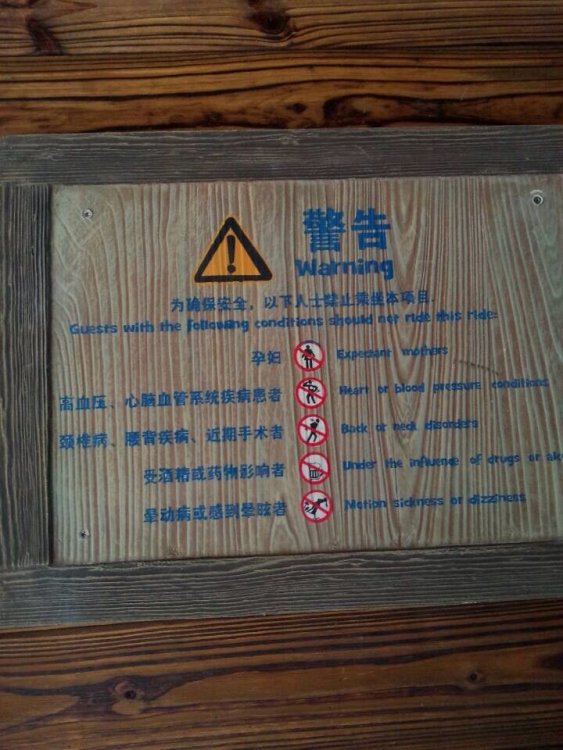 警告
Warning
为确保安全，以下人士禁止乘坐本项目.
Guests with the following conditions should not ride this ride:
孕妇 Expectant mothers
高血压、心脑血管系统疾病患者 Heart or blood pressure conditions
颈椎病、腰背疾病、近期手术者 Back or neck disorders
受酒精或药物影响者 Under the influence of drugs or
晕动病或感到晕眩者 Motion sickness or dizziness